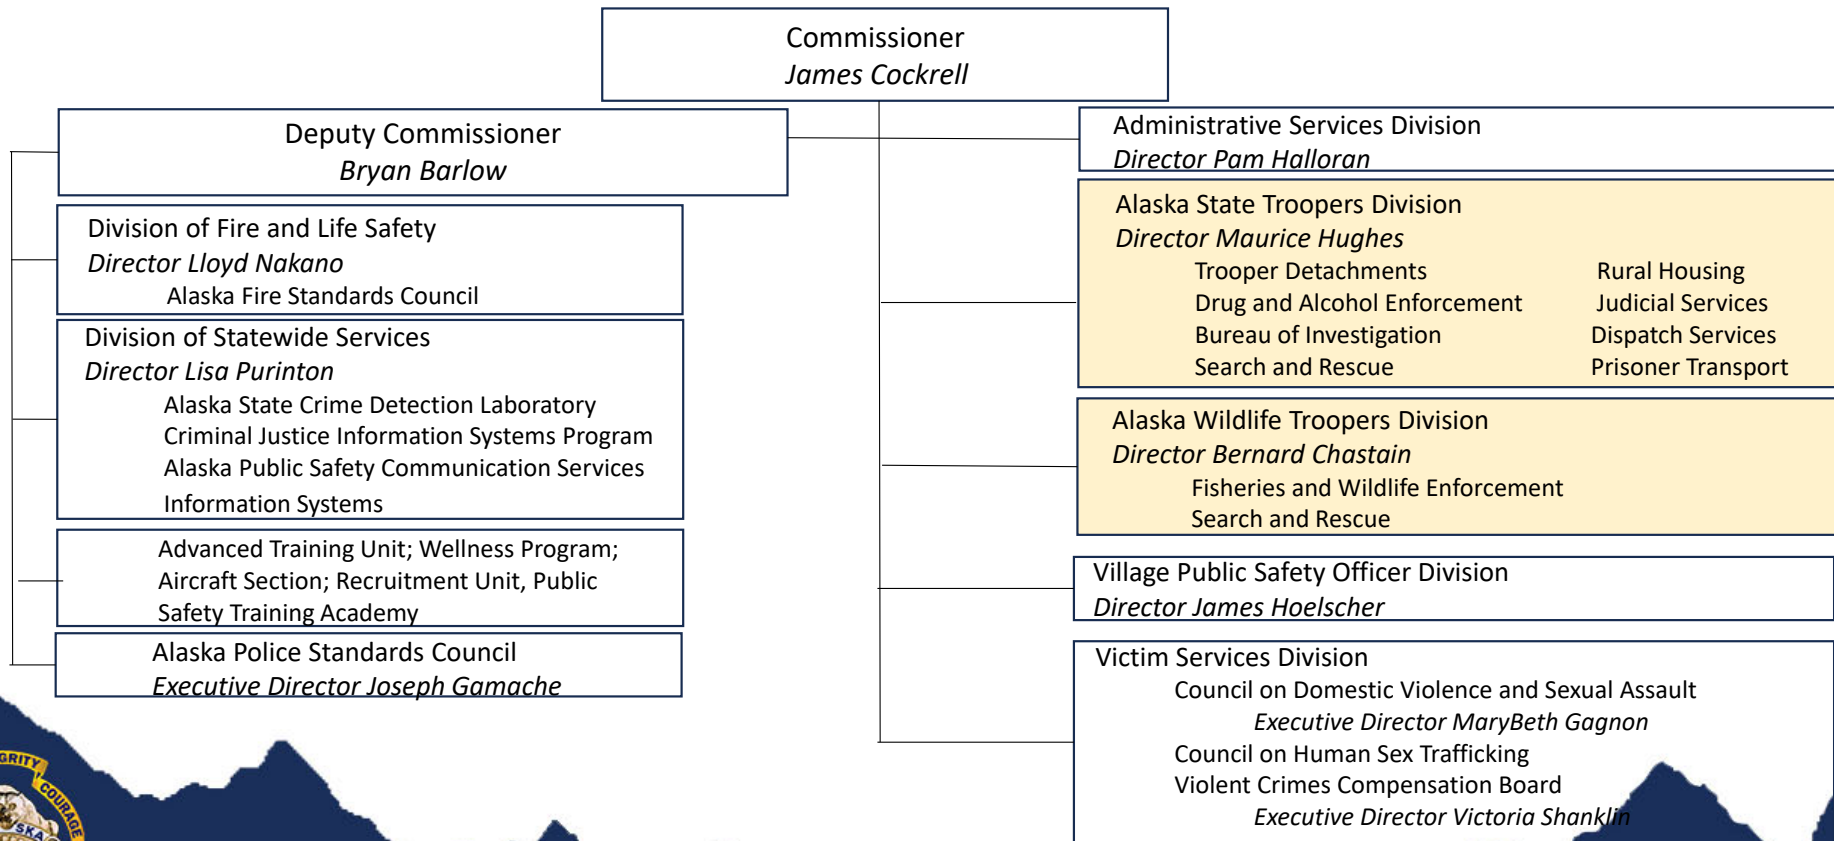 Commissioner
James Cockrell
Deputy Commissioner
Bryan Barlow
Division of Fire and Life Safety
Director Lloyd Nakano
Alaska Fire Standards Council
Division of Statewide Services
Director Lisa Purinton
Alaska State Crime Detection Laboratory
Criminal Justice Information Systems Program
Alaska Public Safety Communication Services
Information Systems
Advanced Training Unit; Wellness Program;
Aircraft Section; Recruitment Unit, Public
Safety Training Academy
Alaska Police Standards Council
Executive Director Joseph Gamache
Administrative Services Division
Director Pam Halloran
Alaska State Troopers Division
Director Maurice Hughes
Trooper Detachments Rural Housing
Drug and Alcohol Enforcement Judicial Services
Bureau of Investigation Dispatch Services
Search and Rescue Prisoner Transport
Alaska Wildlife Troopers Division
Director Bernard Chastain
Fisheries and Wildlife Enforcement
Search and Rescue
Village Public Safety Officer Division
Director James Hoelscher
Victim Services Division
Council on Domestic Violence and Sexual Assault
Executive Director MaryBeth Gagnon
Council on Human Sex Trafficking
Violent Crimes Compensation Board
Executive Director Victoria Shanklin
COURAGE